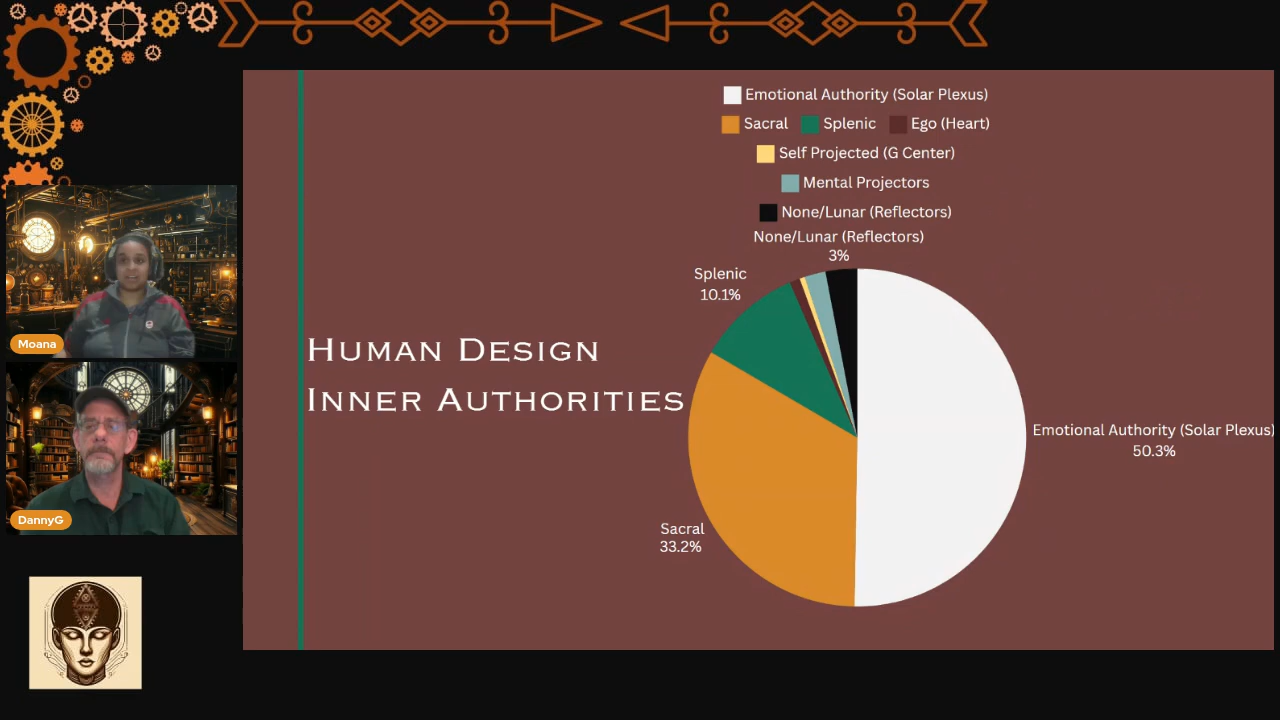 Emotional Authority (Solar Plexus)
Sacral Splenic Ego (Heart)
Self Projected (G Center)
Mental Projectors
None/Lunar (Reflectors)
None/Lunar (Reflectors)
3%
Splenic
10.1%
Human Design
Inner Authorities
Emotional Authority (Solar Plexus)
50.3%
Sacral
33.2%
Moana
DannyG